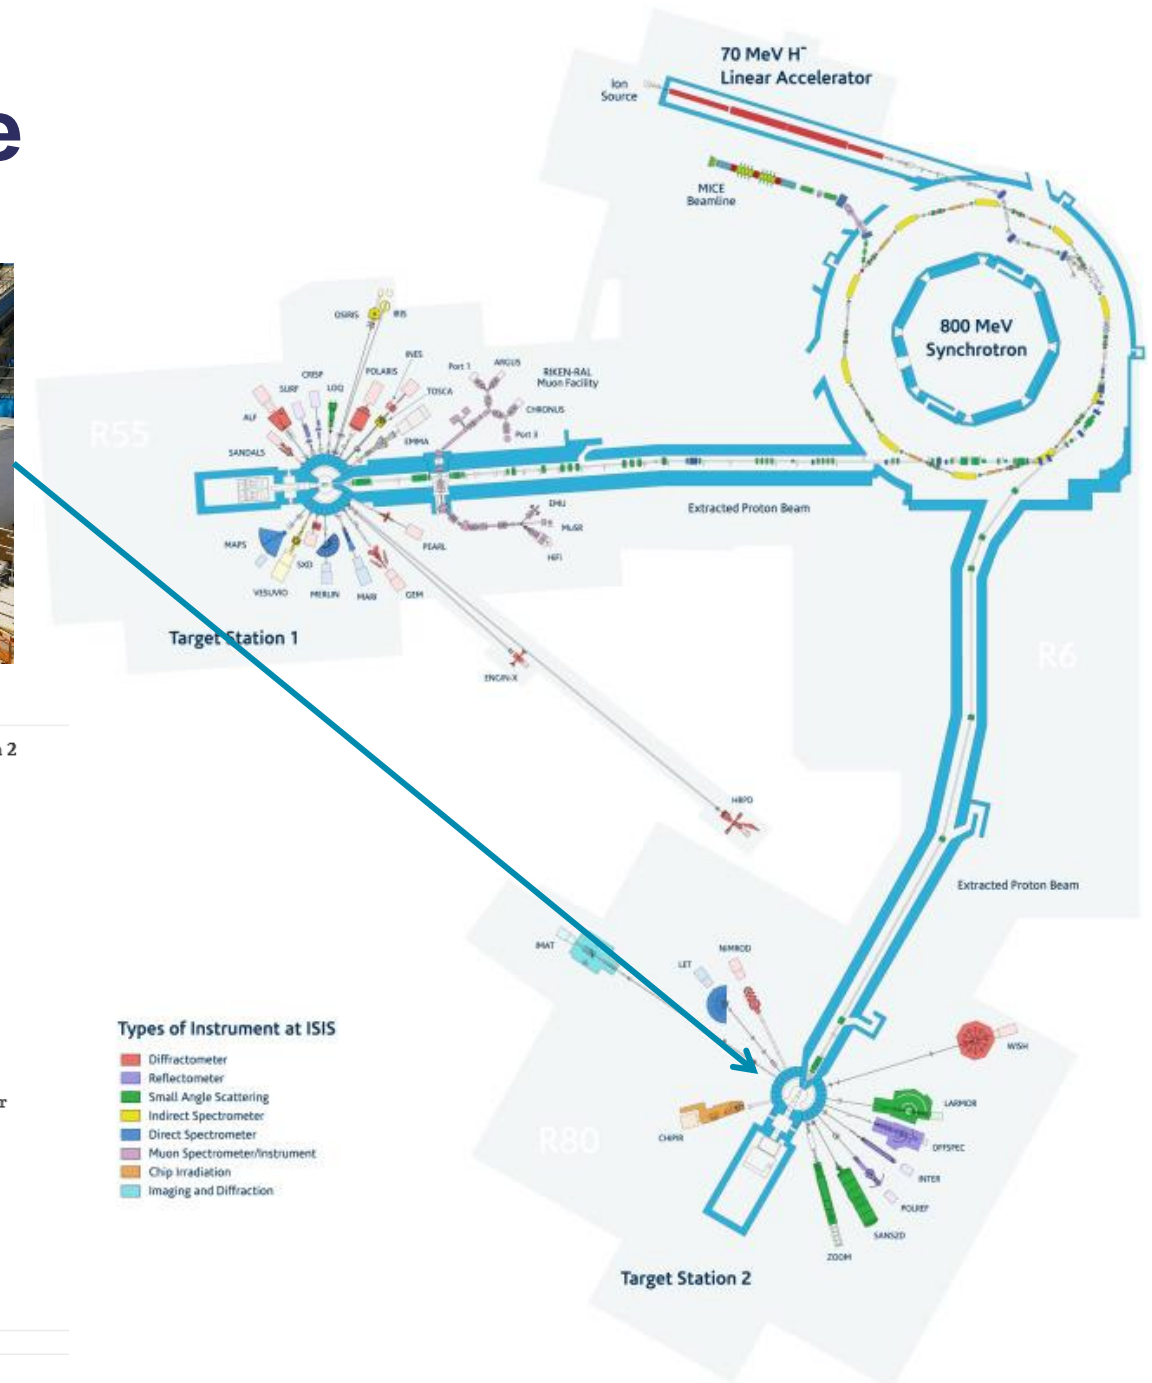 e
70 MeV H⁻
Linear Accelerator
Ion
Source
MICE
Beamline
800 MeV
Synchrotron
OSIRIS
IRIS
INES
CRISP
POLARIS
SURF
LOQ
TOSCA
ALF
EMMA
SANDALS
Port 1
ARGUS
RIKEN-RAL
Muon Facility
CHRONUS
Port 3
R55
Extracted Proton Beam
EMU
MuSR
HiFi
MAPS
SXD
PEARL
VESUVIO
MERLIN
MARI
GEM
Target Station 1
ENGIN-X
R6
2
HRPD
Extracted Proton Beam
IMAT
LET
NIMROD
WISH
LARMOR
OFFSPEC
CHIPIR
INTER
POLREF
SANS2D
ZOOM
R80
Target Station 2
r
Types of Instrument at ISIS
Diffractometer
Reflectometer
Small Angle Scattering
Indirect Spectrometer
Direct Spectrometer
Muon Spectrometer/Instrument
Chip Irradiation
Imaging and Diffraction